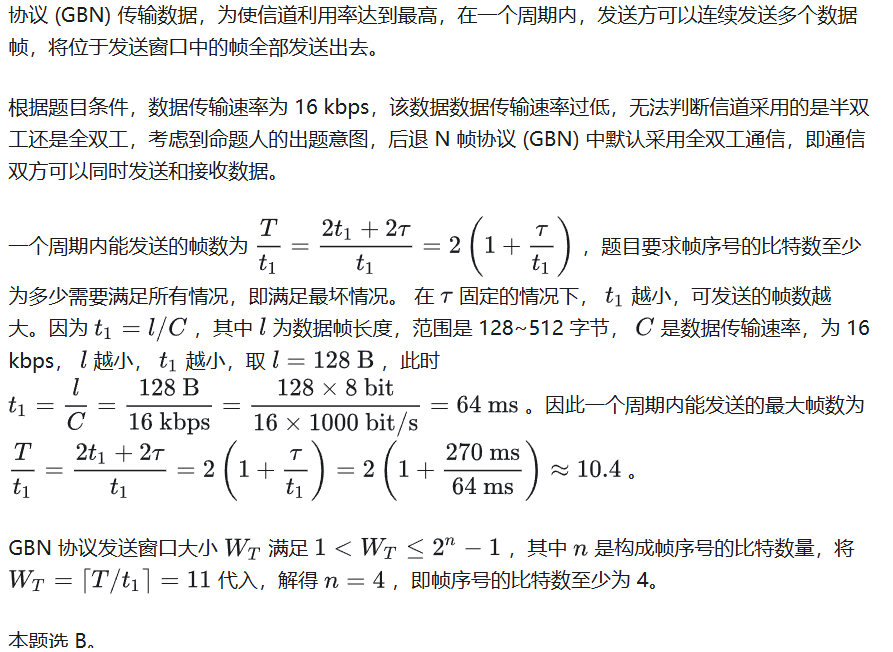 协议 (GBN) 传输数据，为使信道利用率达到最高，在一个周期内，发送方可以连续发送多个数据
帧，将位于发送窗口中的帧全部发送出去。
根据题目条件，数据传输速率为 16 kbps，该数据数据传输速率过低，无法判断信道采用的是半双
工还是全双工，考虑到命题人的出题意图，后退 N 帧协议 (GBN) 中默认采用全双工通信，即通信
双方可以同时发送和接收数据。
一个周期内能发送的帧数为 $\frac{T}{t_1} = \frac{2t_1 + 2\tau}{t_1} = 2\left(1 + \frac{\tau}{t_1}\right)$ ，题目要求帧序号的比特数至少
为多少需要满足所有情况，即满足最坏情况。 在 $\tau$ 固定的情况下， $t_1$ 越小，可发送的帧数越
大。因为 $t_1 = l/C$ ，其中 $l$ 为数据帧长度，范围是 128~512 字节， $C$ 是数据传输速率，为 16
kbps， $l$ 越小， $t_1$ 越小，取 $l = 128\ \mathrm{B}$ ，此时
$t_1 = \frac{l}{C} = \frac{128\ \mathrm{B}}{16\ \mathrm{kbps}} = \frac{128 \times 8\ \mathrm{bit}}{16 \times 1000\ \mathrm{bit/s}} = 64\ \mathrm{ms}$ 。因此一个周期内能发送的最大帧数为
$\frac{T}{t_1} = \frac{2t_1 + 2\tau}{t_1} = 2\left(1 + \frac{\tau}{t_1}\right) = 2\left(1 + \frac{270\ \mathrm{ms}}{64\ \mathrm{ms}}\right) \approx 10.4$ 。
GBN 协议发送窗口大小 $W_T$ 满足 $1 < W_T \leq 2^n - 1$ ，其中 $n$ 是构成帧序号的比特数量，将
$W_T = \lceil T/t_1 \rceil = 11$ 代入，解得 $n = 4$ ，即帧序号的比特数至少为 4。
本题选 B。